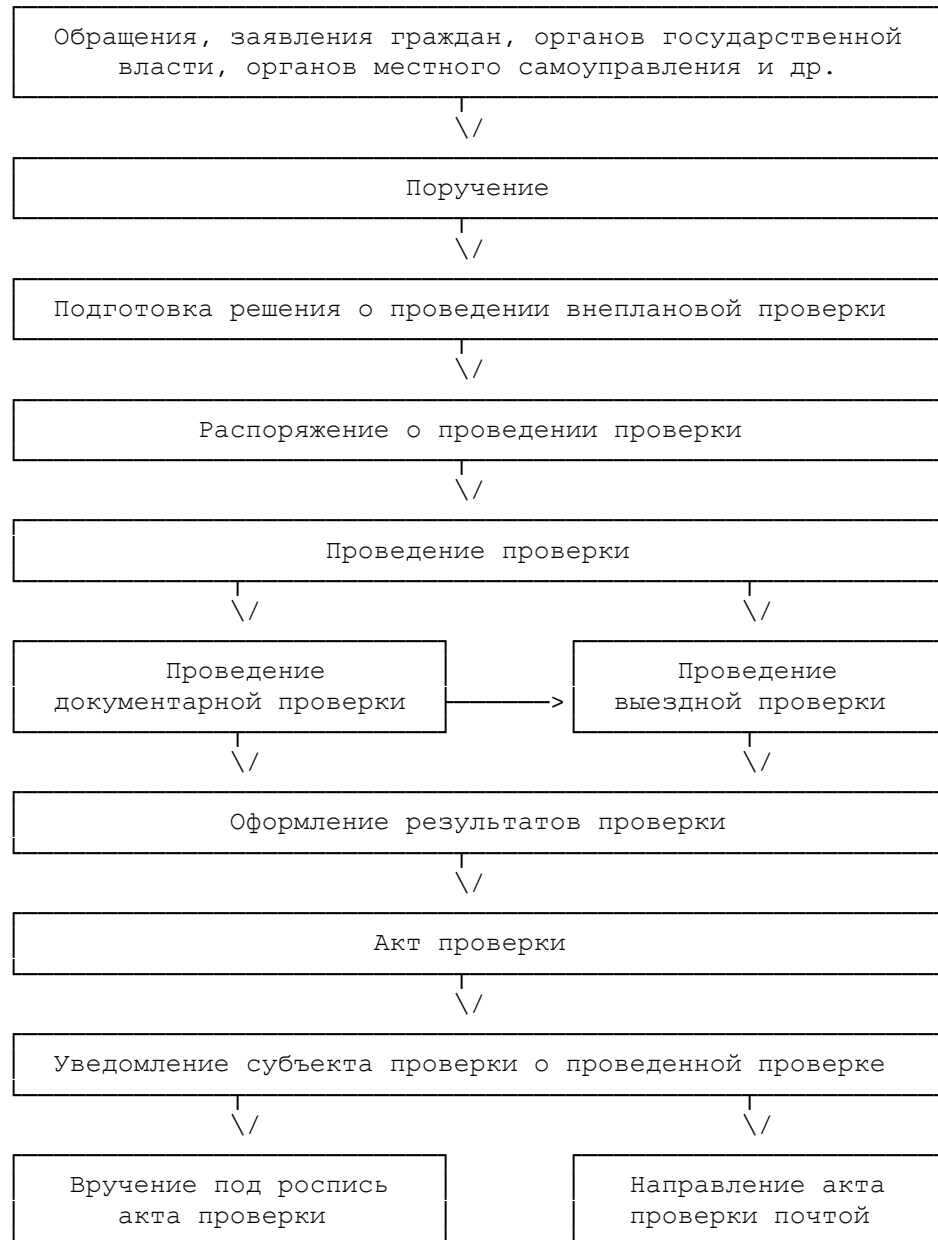 Обращения, заявления граждан, органов государственной
власти, органов местного самоуправления и др.
Поручение
Подготовка решения о проведении внеплановой проверки
Распоряжение о проведении проверки
Проведение проверки
Проведение
документарной проверки
Проведение
выездной проверки
Оформление результатов проверки
Акт проверки
Уведомление субъекта проверки о проведенной проверке
Вручение под роспись
акта проверки
Направление акта
проверки почтой